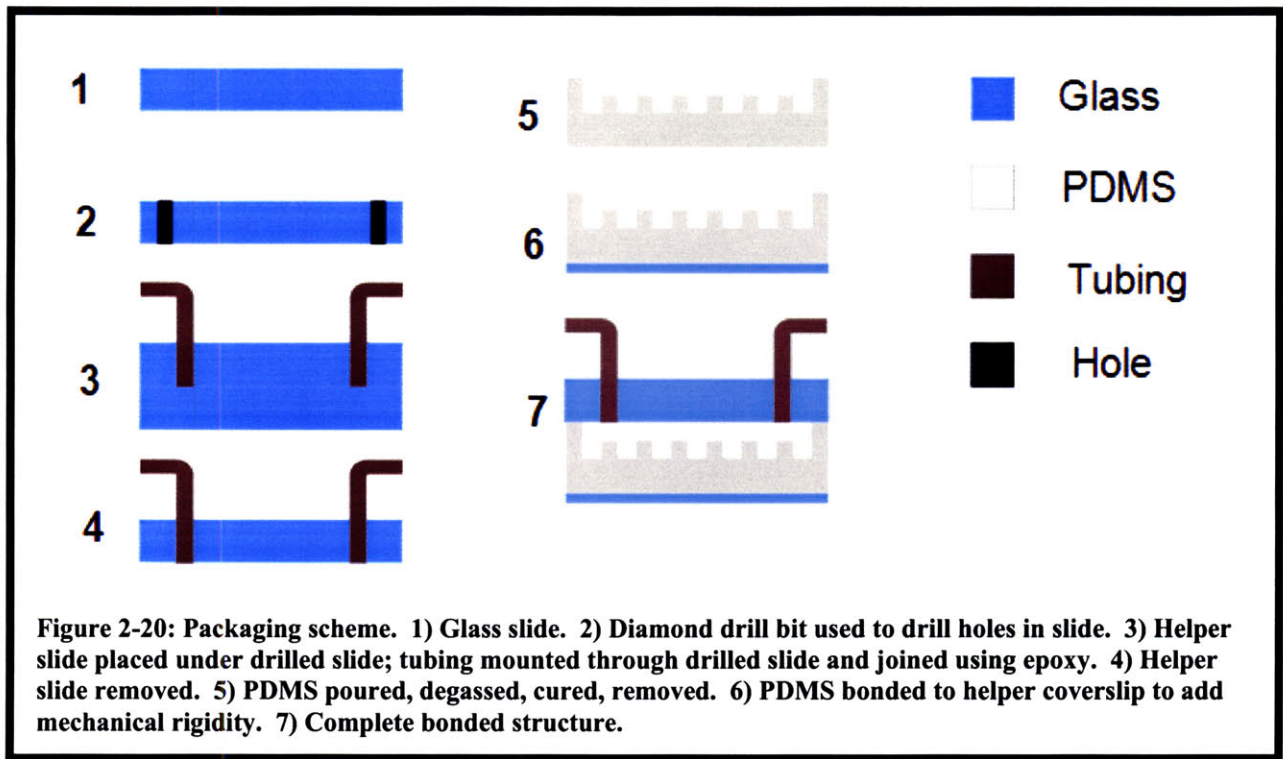 1
2
3
4
5
6
7
Glass
PDMS
Tubing
Hole
Figure 2-20: Packaging scheme. 1) Glass slide. 2) Diamond drill bit used to drill holes in slide. 3) Helper
slide placed under drilled slide; tubing mounted through drilled slide and joined using epoxy. 4) Helper
slide removed. 5) PDMS poured, degassed, cured, removed. 6) PDMS bonded to helper coverslip to add
mechanical rigidity. 7) Complete bonded structure.